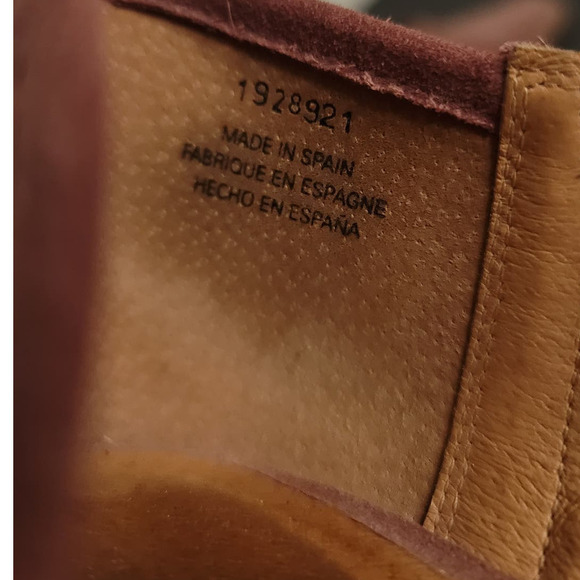 1928921
MADE IN SPAIN
FABRIQUE EN ESPAGNE
HECHO EN ESPAÑA